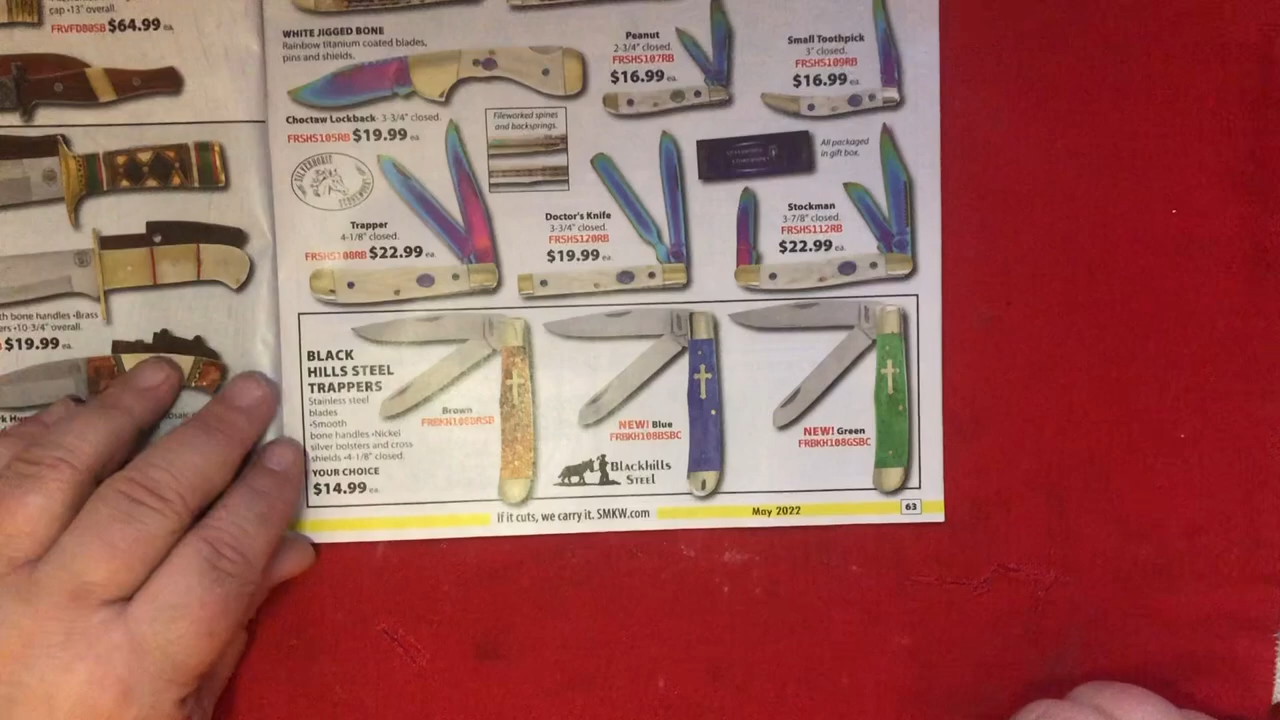 cap •13" overall.
FRVFD80SB $64.99 ea.
th bone handles •Brass
ers •10-3/4" overall.
$19.99 ea.
WHITE JIGGED BONE
Rainbow titanium coated blades,
pins and shields.
Choctaw Lockback- 3-3/4" closed.
FRSHS105RB $19.99 ea.
Fileworked spines
and backsprings.
Peanut
2-3/4" closed.
FRSHS107RB
$16.99 ea.
Small Toothpick
3" closed.
FRSHS109RB
$16.99 ea.
All packaged
in gift box.
Trapper
4-1/8" closed.
FRSHS108RB $22.99 ea.
Doctor's Knife
3-3/4" closed.
FRSHS120RB
$19.99 ea.
Stockman
3-7/8" closed.
FRSHS112RB
$22.99 ea.
BLACK
HILLS STEEL
TRAPPERS
Stainless steel
blades
•Smooth
bone handles •Nickel
silver bolsters and cross
shields •4-1/8" closed.
YOUR CHOICE
$14.99 ea.
Brown
NEW! Blue
FRBKH108BSBC
Blackhills
Steel
NEW! Green
FRBKH108GSBC
If it cuts, we carry it. SMKW.com
May 2022
63